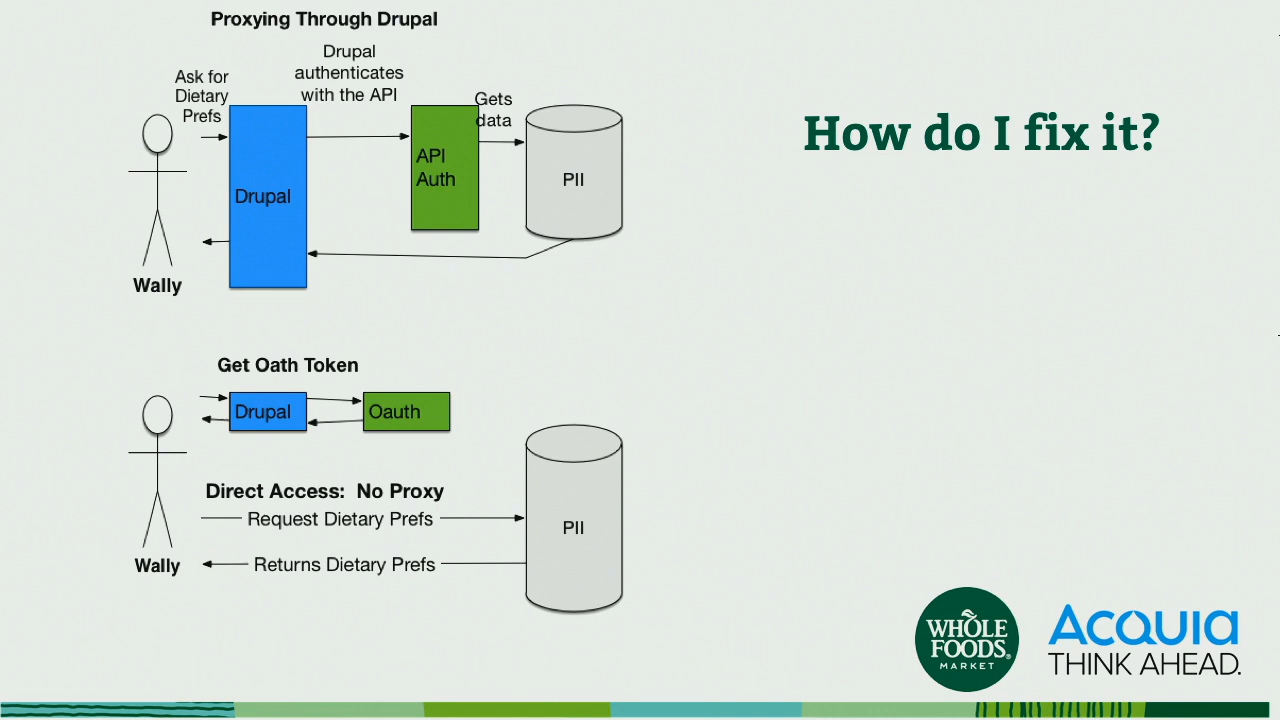 Proxying Through Drupal
Drupal
authenticates
with the API
Ask for
Dietary
Prefs
Gets
data
Drupal
API
Auth
PII
Wally
How do I fix it?
Get Oath Token
Drupal
Oauth
Direct Access:  No Proxy
Request Dietary Prefs
Returns Dietary Prefs
PII
Wally
WHOLE
FOODS®
MARKET
ACQUIA
THINK AHEAD.